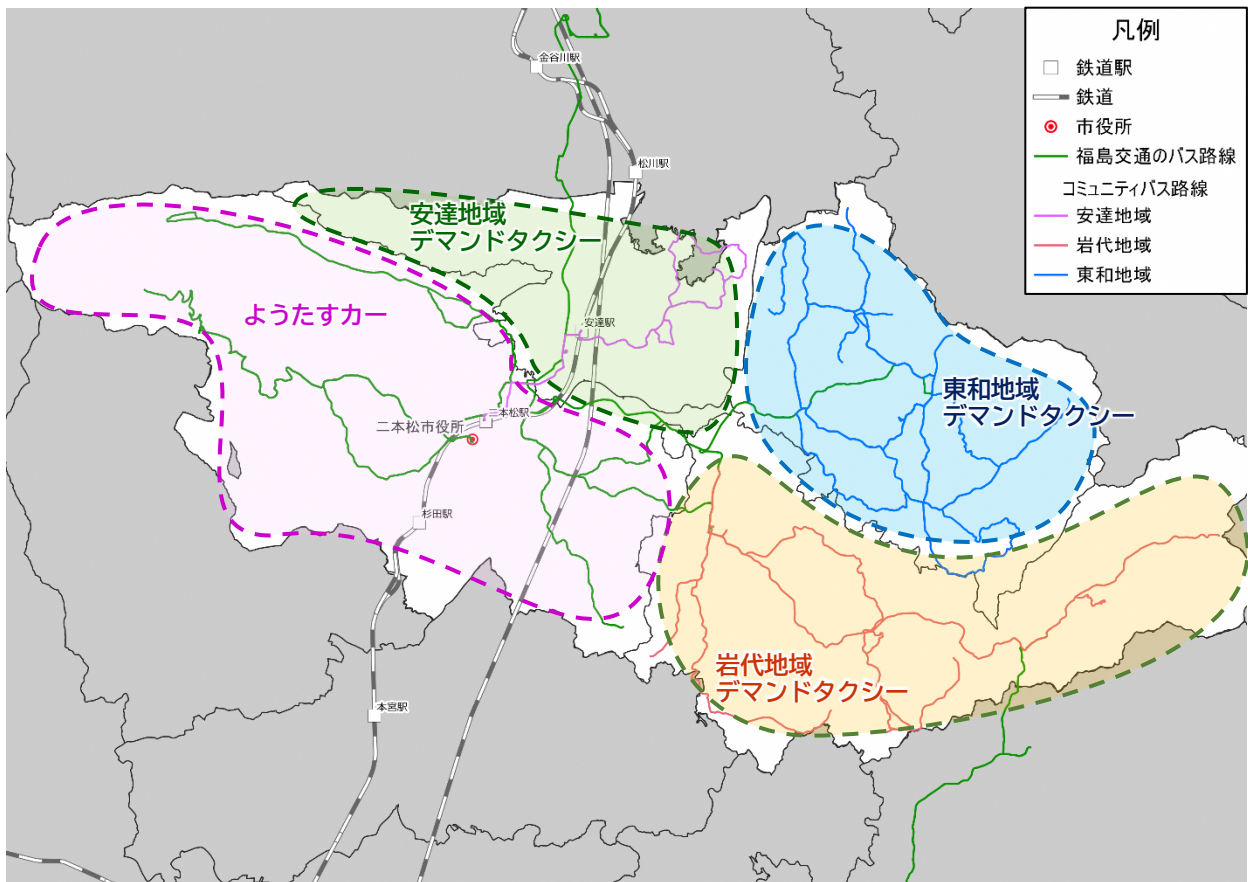 凡例
鉄道駅
鉄道
市役所
福島交通のバス路線
コミュニティバス路線
安達地域
岩代地域
東和地域
金谷川駅
松川駅
安達地域
デマンドタクシー
ようたすカー
安達駅
東和地域
デマンドタクシー
二本松駅
二本松市役所
杉田駅
岩代地域
デマンドタクシー
本宮駅